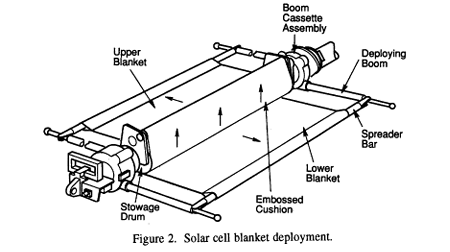 Boom
Cassette
Assembly
Upper
Blanket
Deploying
Boom
Spreader
Bar
Lower
Blanket
Embossed
Cushion
Stowage
Drum
Figure 2. Solar cell blanket deployment.